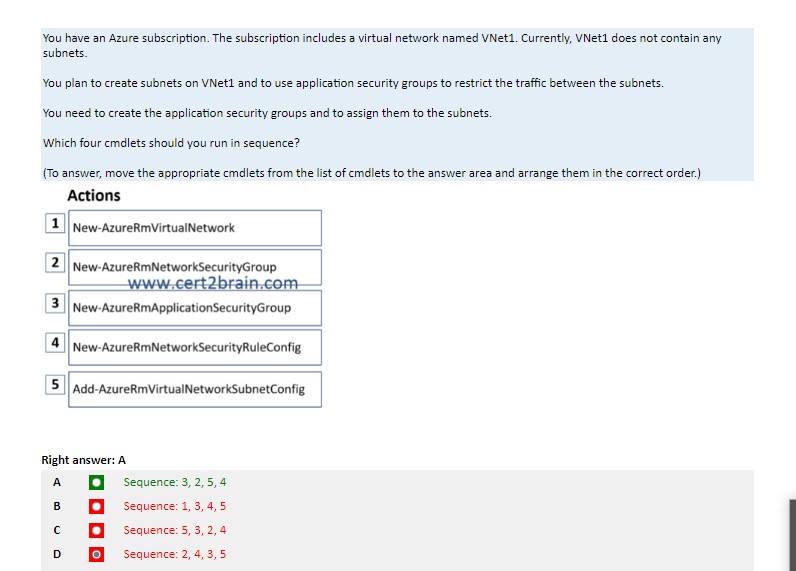 You have an Azure subscription. The subscription includes a virtual network named VNet1. Currently, VNet1 does not contain any
subnets.
You plan to create subnets on VNet1 and to use application security groups to restrict the traffic between the subnets.
You need to create the application security groups and to assign them to the subnets.
Which four cmdlets should you run in sequence?
(To answer, move the appropriate cmdlets from the list of cmdlets to the answer area and arrange them in the correct order.)
Actions
1 New-AzureRmVirtualNetwork
2 New-AzureRmNetworkSecurityGroup
www.cert2brain.com
3 New-AzureRmApplicationSecurityGroup
4 New-AzureRmNetworkSecurityRuleConfig
5 Add-AzureRmVirtualNetworkSubnetConfig
Right answer: A
A Sequence: 3, 2, 5, 4
B Sequence: 1, 3, 4, 5
C Sequence: 5, 3, 2, 4
D Sequence: 2, 4, 3, 5